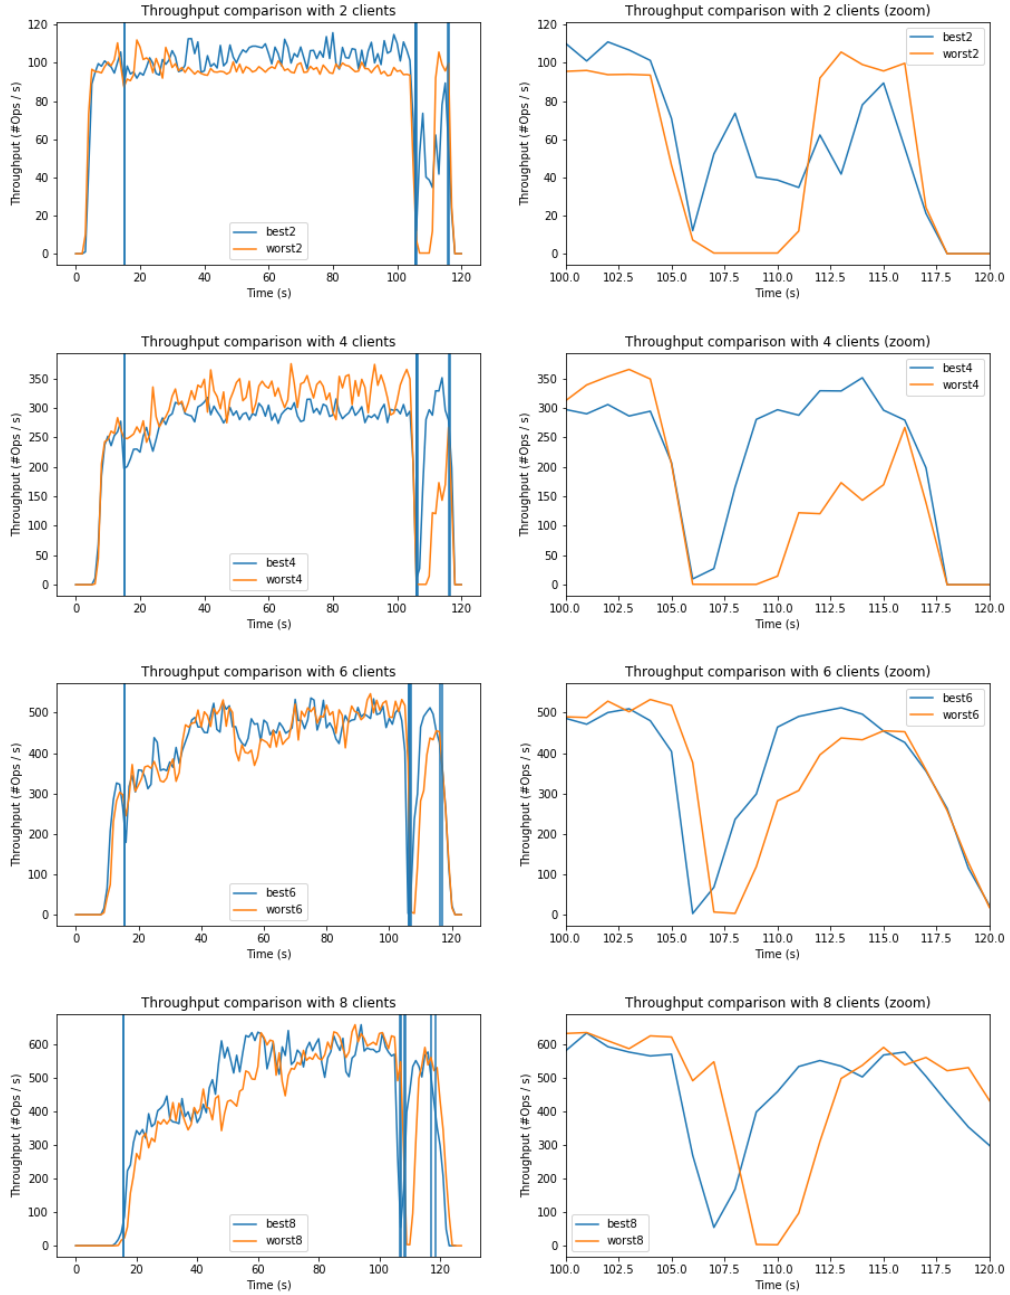 Throughput comparison with 2 clients
Throughput (#Ops / s)
120
100
80
60
40
20
0
best2
worst2
0 20 40 60 80 100 120
Time (s)
Throughput comparison with 2 clients (zoom)
Throughput (#Ops / s)
120
100
80
60
40
20
0
best2
worst2
100.0 102.5 105.0 107.5 110.0 112.5 115.0 117.5 120.0
Time (s)
Throughput comparison with 4 clients
Throughput (#Ops / s)
350
300
250
200
150
100
50
0
best4
worst4
0 20 40 60 80 100 120
Time (s)
Throughput comparison with 4 clients (zoom)
Throughput (#Ops / s)
350
300
250
200
150
100
50
0
best4
worst4
100.0 102.5 105.0 107.5 110.0 112.5 115.0 117.5 120.0
Time (s)
Throughput comparison with 6 clients
Throughput (#Ops / s)
500
400
300
200
100
0
best6
worst6
0 20 40 60 80 100 120
Time (s)
Throughput comparison with 6 clients (zoom)
Throughput (#Ops / s)
500
400
300
200
100
0
best6
worst6
100.0 102.5 105.0 107.5 110.0 112.5 115.0 117.5 120.0
Time (s)
Throughput comparison with 8 clients
Throughput (#Ops / s)
600
500
400
300
200
100
0
best8
worst8
0 20 40 60 80 100 120
Time (s)
Throughput comparison with 8 clients (zoom)
Throughput (#Ops / s)
600
500
400
300
200
100
0
best8
worst8
100.0 102.5 105.0 107.5 110.0 112.5 115.0 117.5 120.0
Time (s)